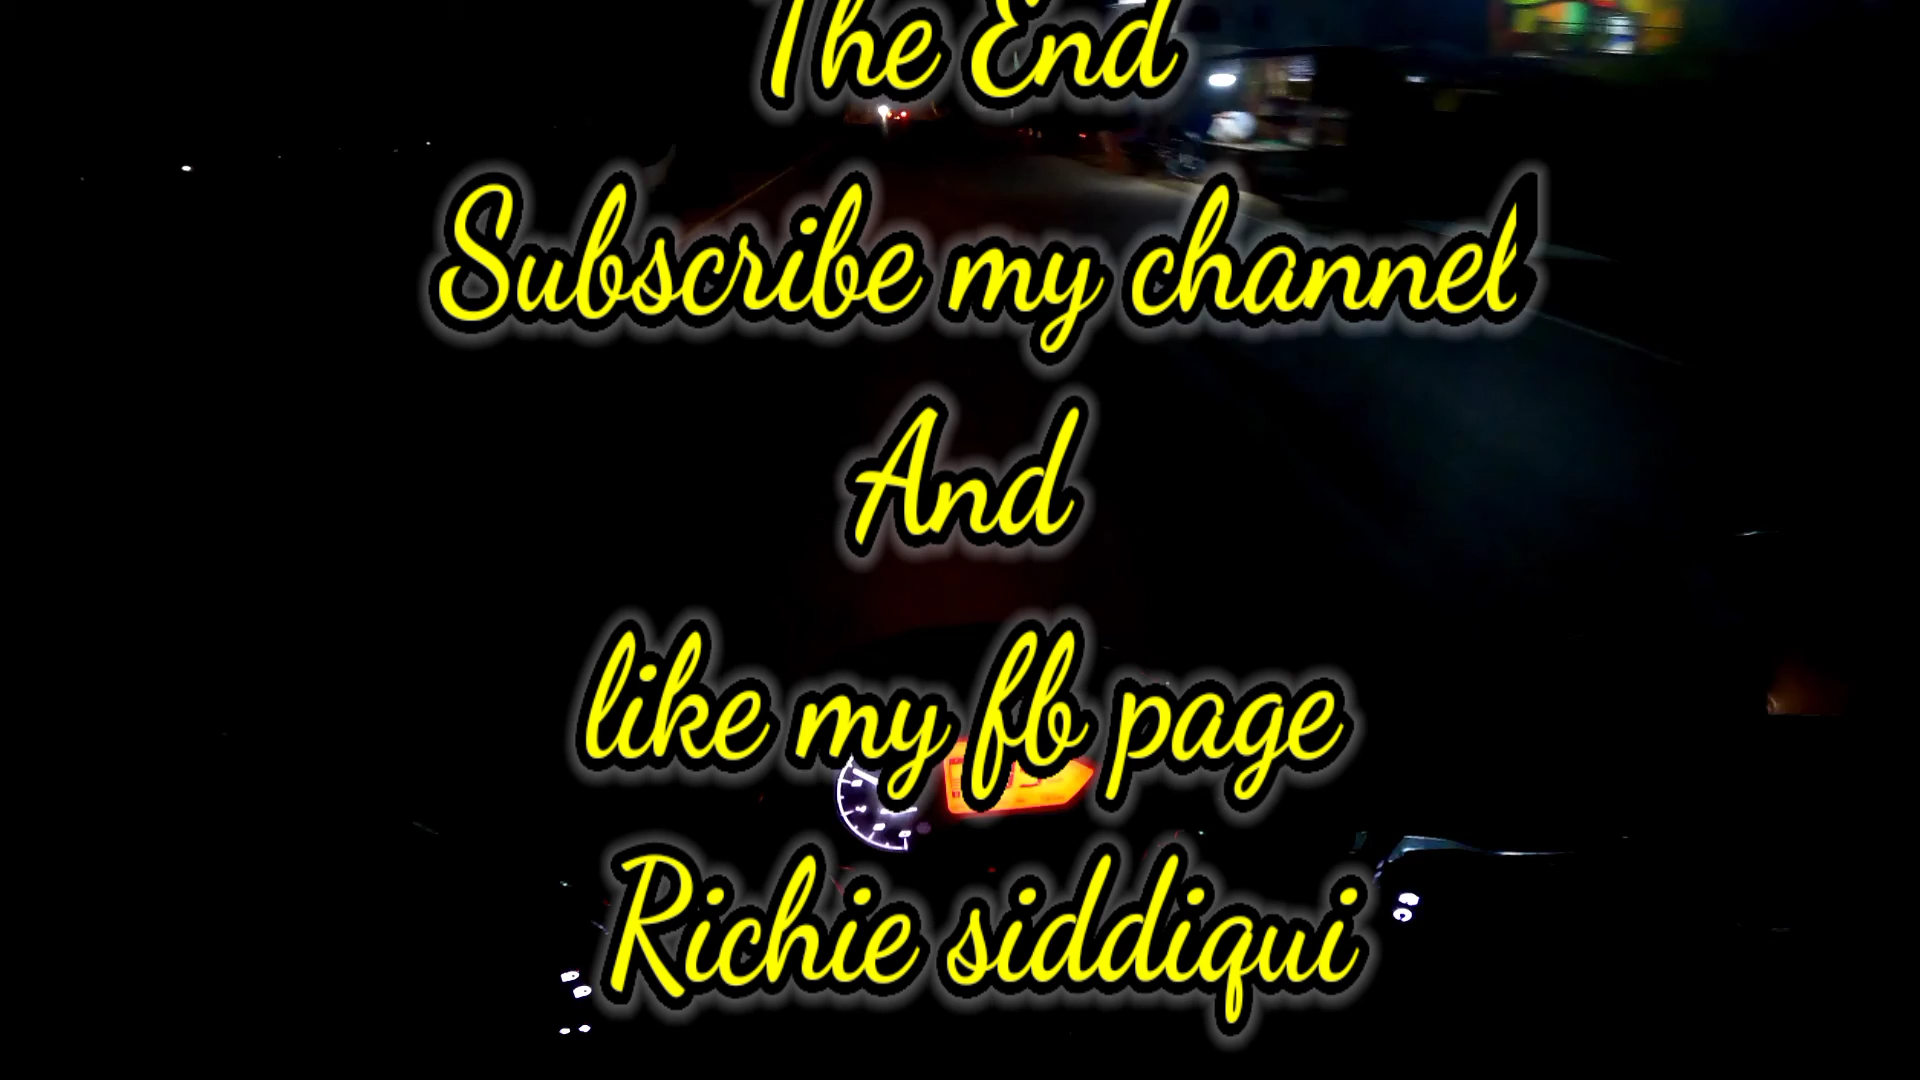 The End
Subscribe my channel
And
like my fb page
Richie siddiqui